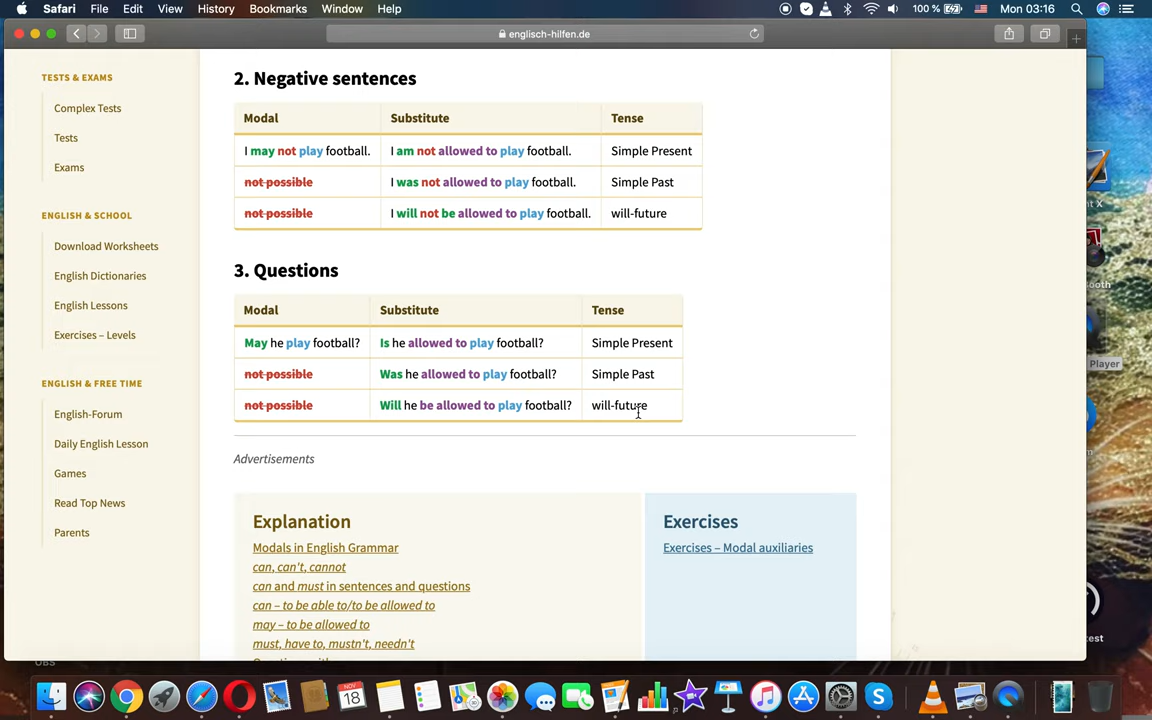 Safari File Edit View History Bookmarks Window Help 100 % Mon 03:16
englisch-hilfen.de
TESTS & EXAMS
Complex Tests
Tests
Exams
ENGLISH & SCHOOL
Download Worksheets
English Dictionaries
English Lessons
Exercises – Levels
ENGLISH & FREE TIME
English-Forum
Daily English Lesson
Games
Read Top News
Parents
2. Negative sentences
Modal Substitute Tense
I may not play football. I am not allowed to play football. Simple Present
not possible I was not allowed to play football. Simple Past
not possible I will not be allowed to play football. will-future
3. Questions
Modal Substitute Tense
May he play football? Is he allowed to play football? Simple Present
not possible Was he allowed to play football? Simple Past
not possible Will he be allowed to play football? will-future
Advertisements
Explanation
Modals in English Grammar
can, can't, cannot
can and must in sentences and questions
can – to be able to/to be allowed to
may – to be allowed to
must, have to, mustn't, needn't
Exercises
Exercises – Modal auxiliaries
Player
OBS
NOV
18